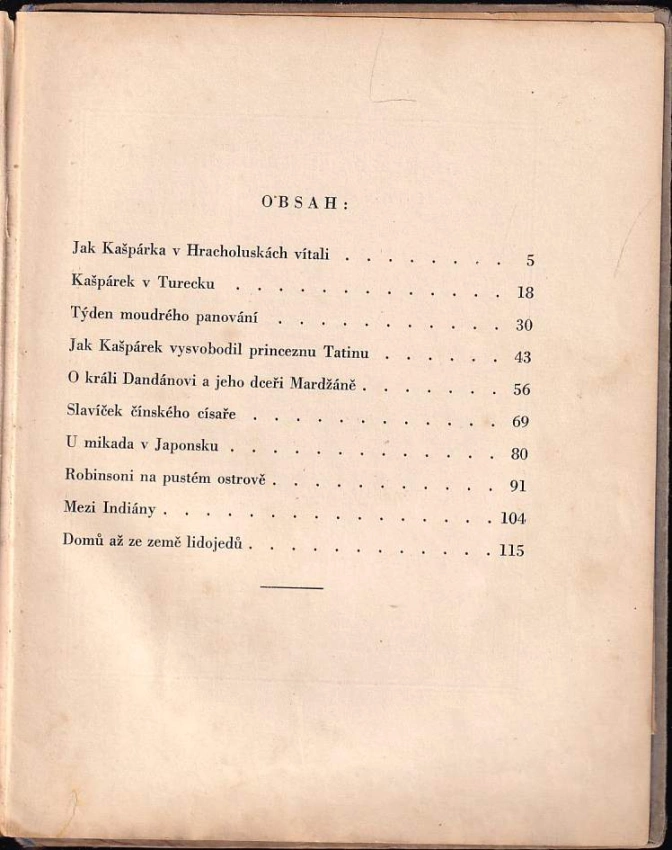 OBSAH:
Jak Kašpárka v Hracholuskách vítali . . . . . . . . 5
Kašpárek v Turecku . . . . . . . . . . . . . 18
Týden moudrého panování . . . . . . . . . . . 30
Jak Kašpárek vysvobodil princeznu Tatinu . . . . . . 43
O králi Dandánovi a jeho dceři Mardžáně . . . . . . . 56
Slavíček čínského císaře . . . . . . . . . . . . 69
U mikada v Japonsku . . . . . . . . . . . . . 80
Robinsoni na pustém ostrově . . . . . . . . . . . 91
Mezi Indiány . . . . . . . . . . . . . . . . 104
Domů až ze země lidojedů . . . . . . . . . . . . 115